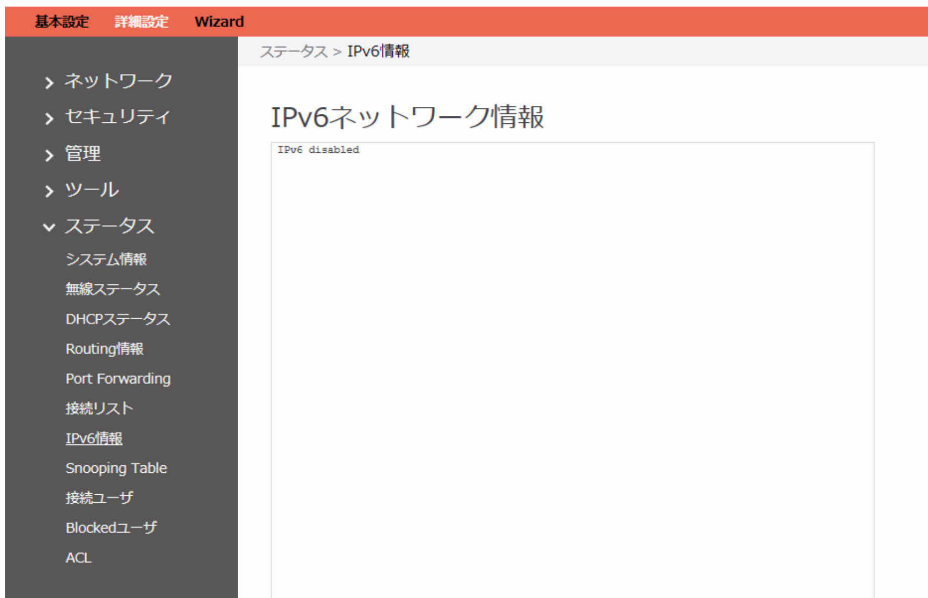 基本設定 詳細設定 Wizard
ステータス > IPv6情報
ネットワーク
セキュリティ
管理
ツール
ステータス
システム情報
無線ステータス
DHCPステータス
Routing情報
Port Forwarding
接続リスト
IPv6情報
Snooping Table
接続ユーザ
Blockedユーザ
ACL
IPv6ネットワーク情報
IPv6 disabled